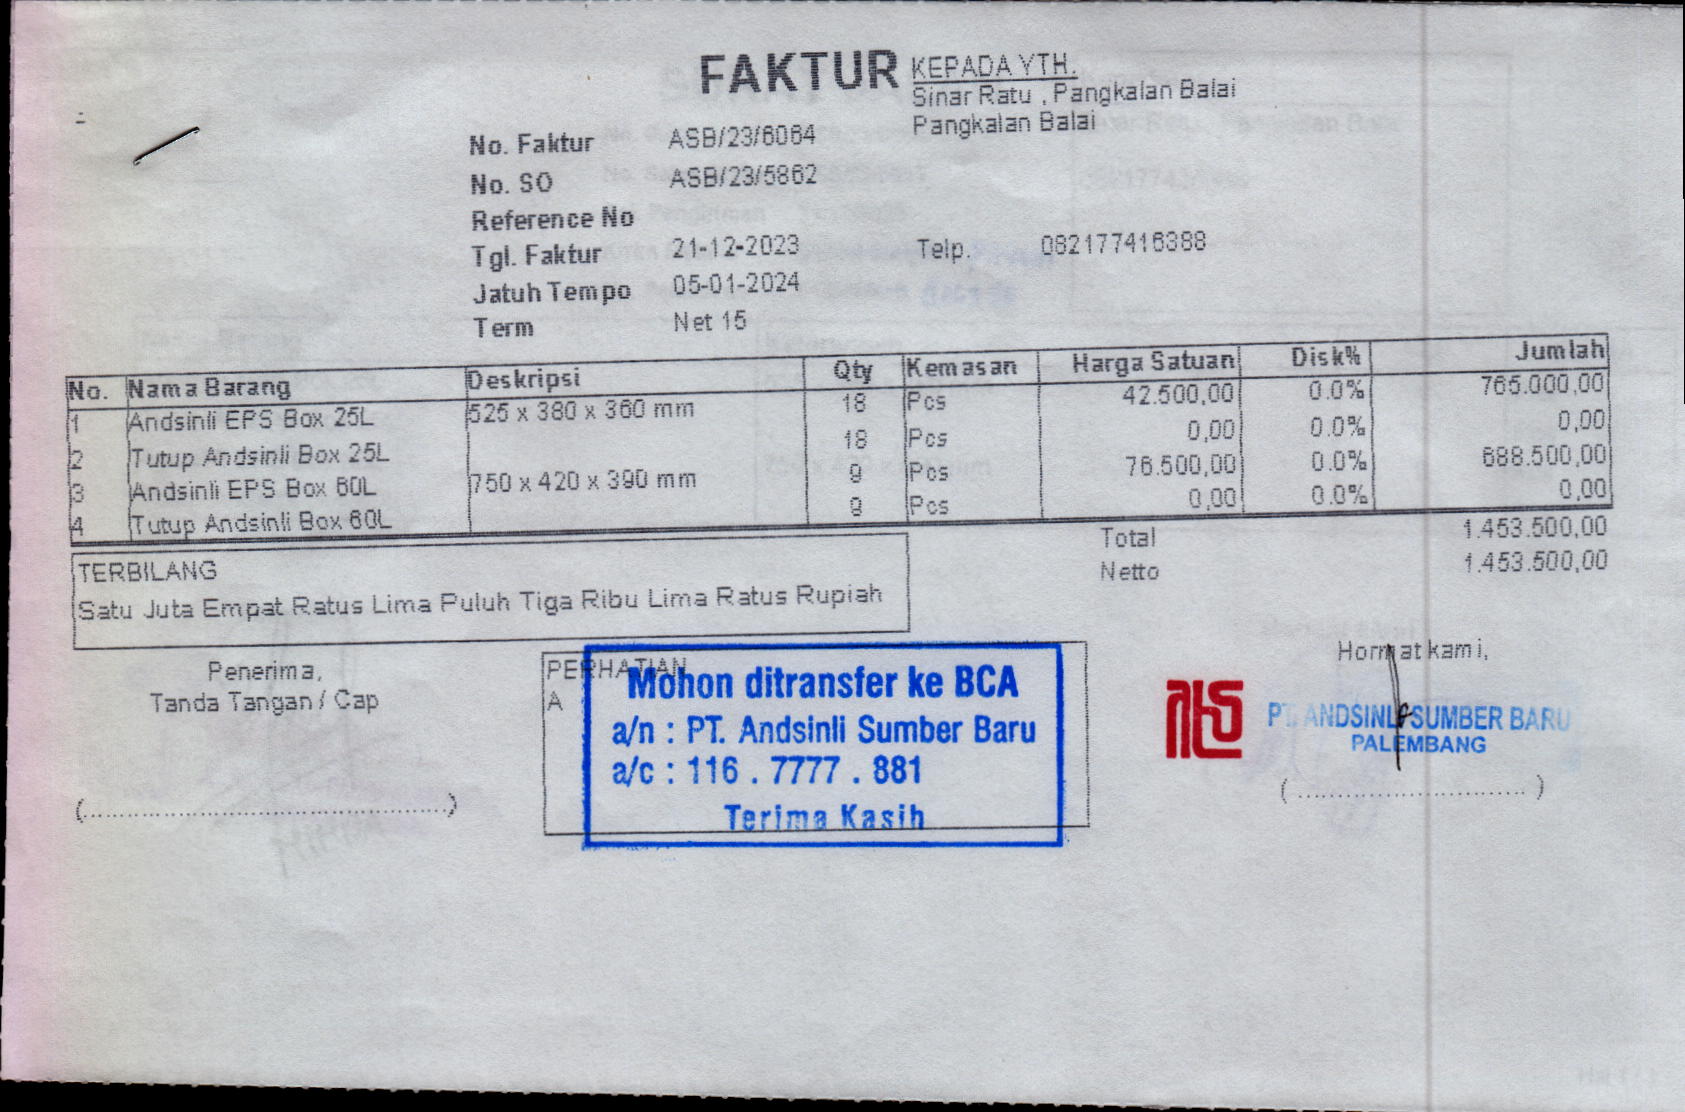 FAKTUR
KEPADA YTH.
Sinar Ratu , Pangkalan Balai
Pangkalan Balai
No. Faktur ASB/23/6064
No. SO ASB/23/5862
Reference No
Tgl. Faktur 21-12-2023 Telp. 082177416388
Jatuh Tempo 05-01-2024
Term Net 15
No. Nama Barang Deskripsi Qty Kemasan Harga Satuan Disk% Jumlah
1 Andsinli EPS Box 25L 525 x 380 x 360 mm 18 Pcs 42.500,00 0.0% 765.000,00
2 Tutup Andsinli Box 25L 18 Pcs 0,00 0.0% 0,00
3 Andsinli EPS Box 60L 750 x 420 x 390 mm 9 Pcs 76.500,00 0.0% 688.500,00
4 Tutup Andsinli Box 60L 9 Pcs 0,00 0.0% 0,00
Total 1.453.500,00
Netto 1.453.500,00
TERBILANG
Satu Juta Empat Ratus Lima Puluh Tiga Ribu Lima Ratus Rupiah
Penerima,
Tanda Tangan / Cap
(........................................)
PERHATIAN
A
Mohon ditransfer ke BCA
a/n : PT. Andsinli Sumber Baru
a/c : 116 . 7777 . 881
Terima Kasih
Hormat kami,
PT. ANDSINLI SUMBER BARU
PALEMBANG
( ............................ )